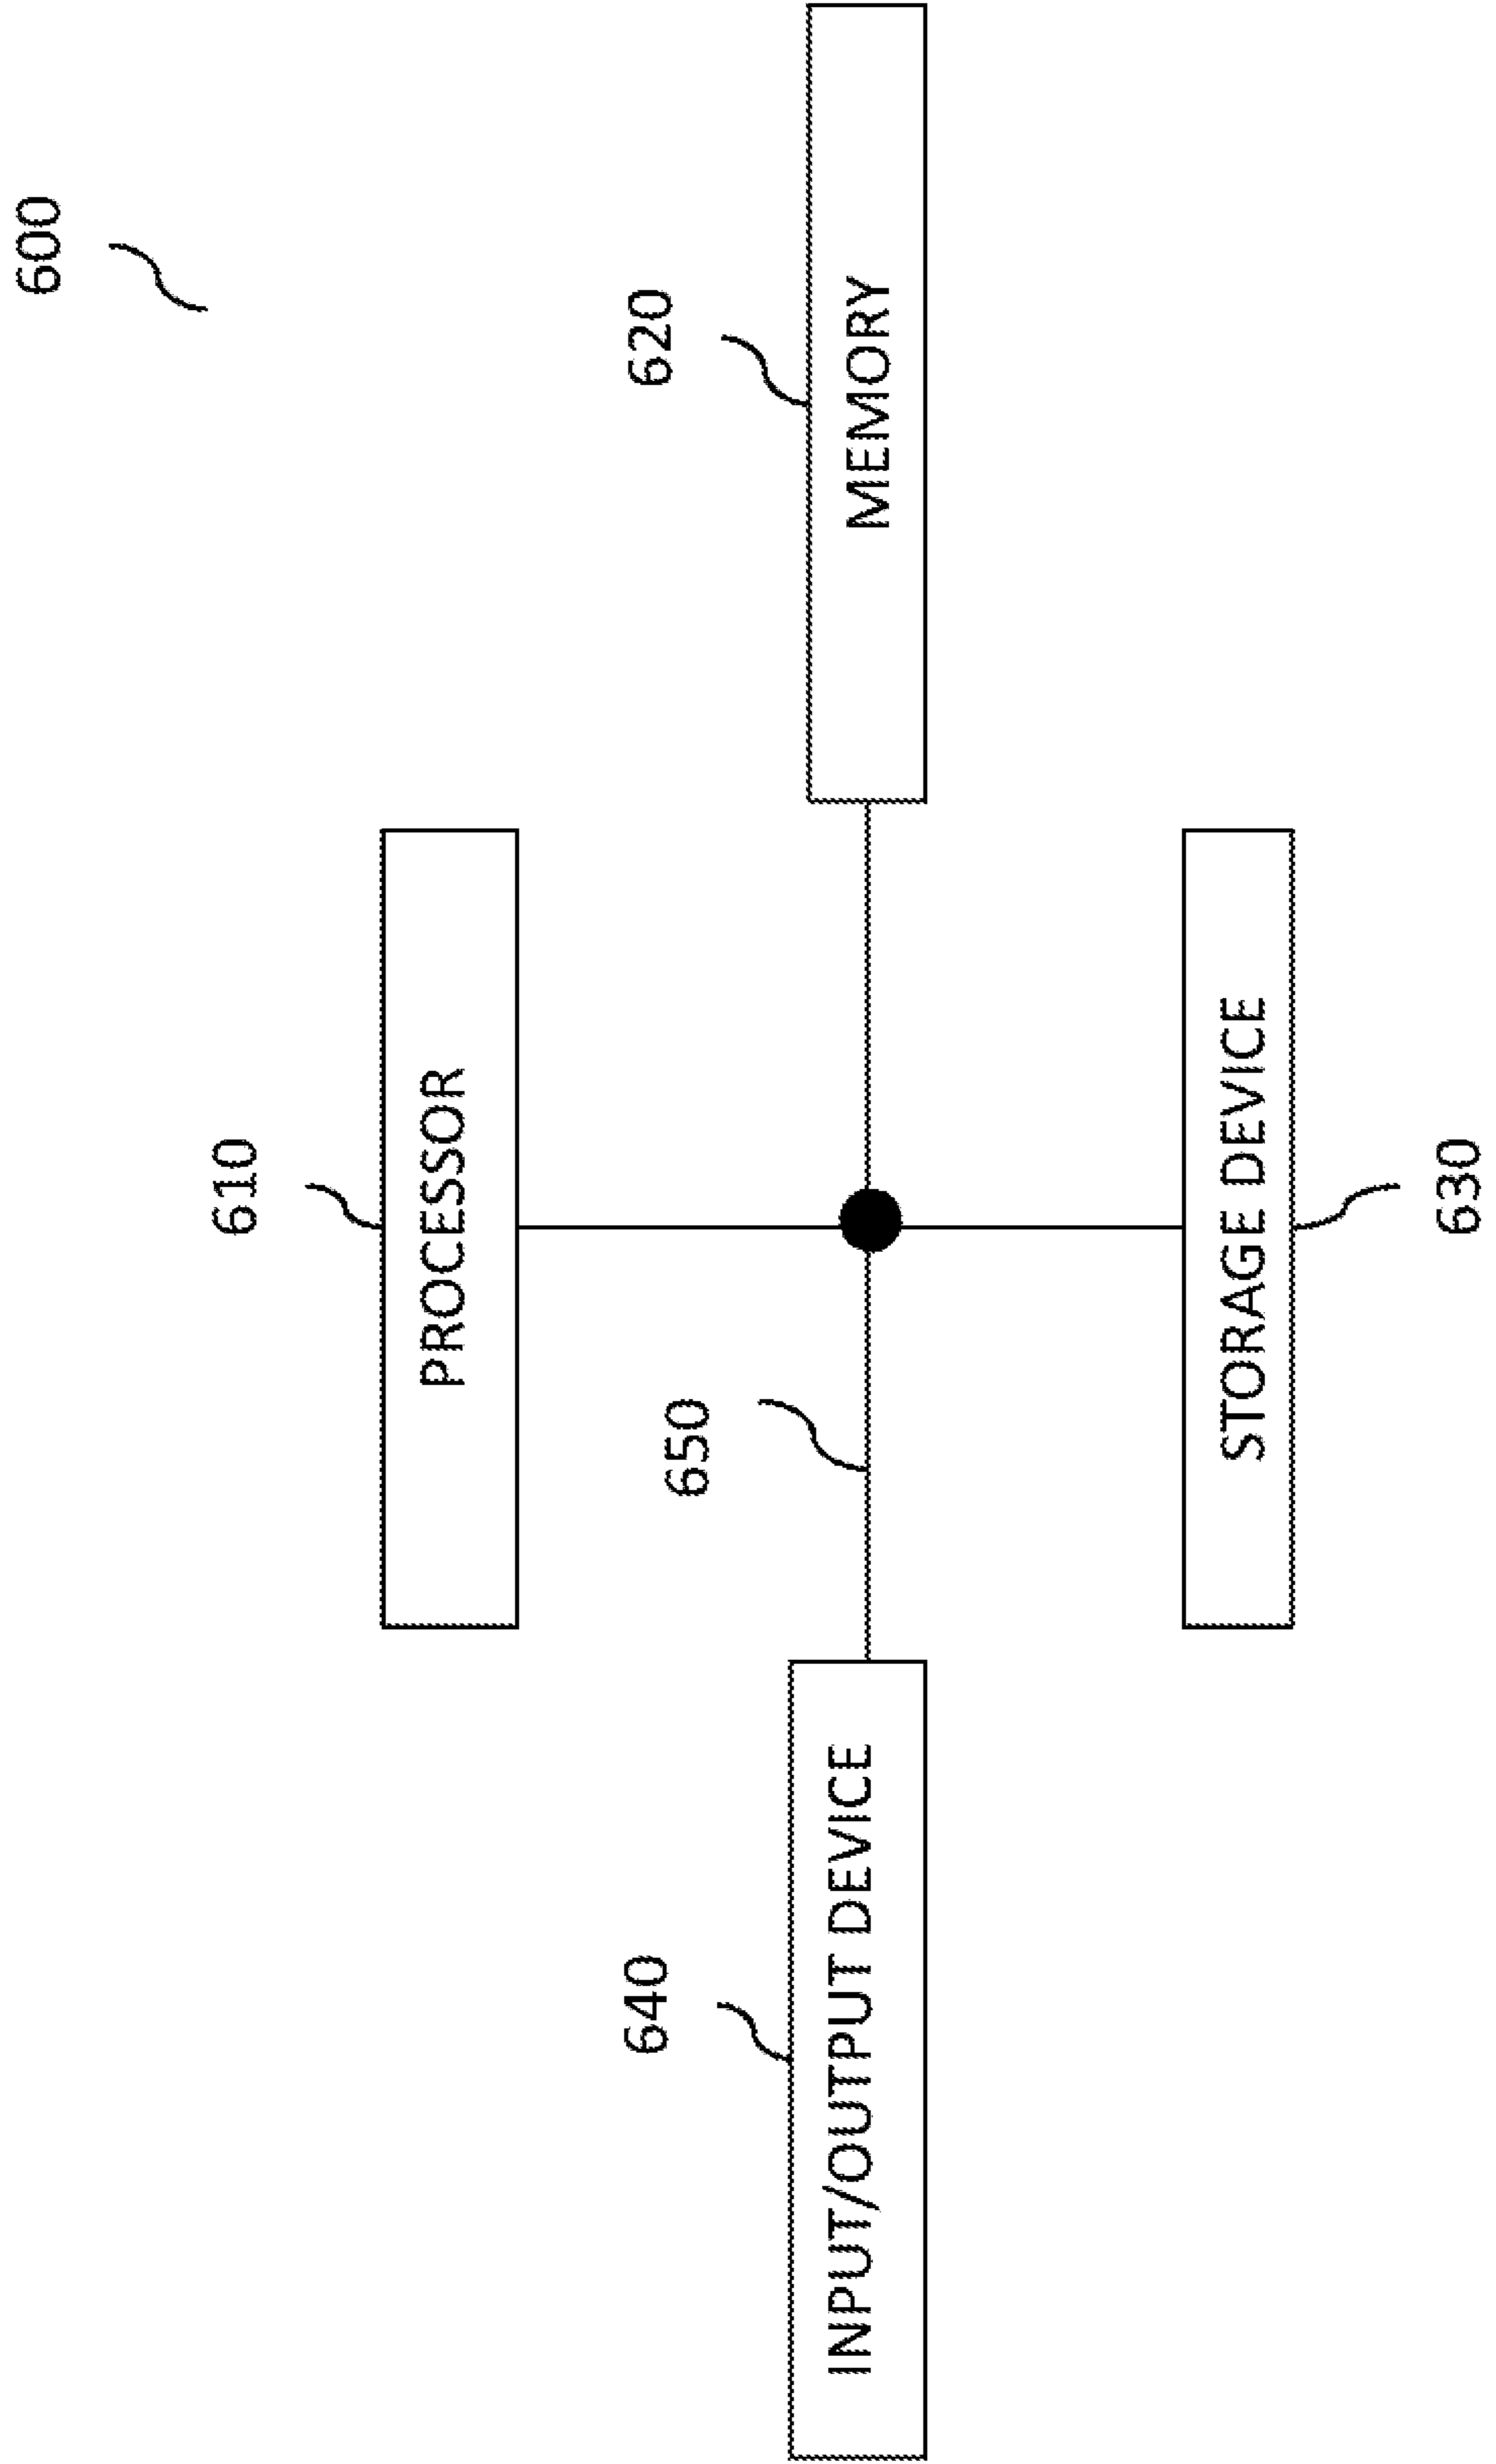 600
610
PROCESSOR
640
620
650
INPUT/OUTPUT DEVICE
MEMORY
STORAGE DEVICE
630